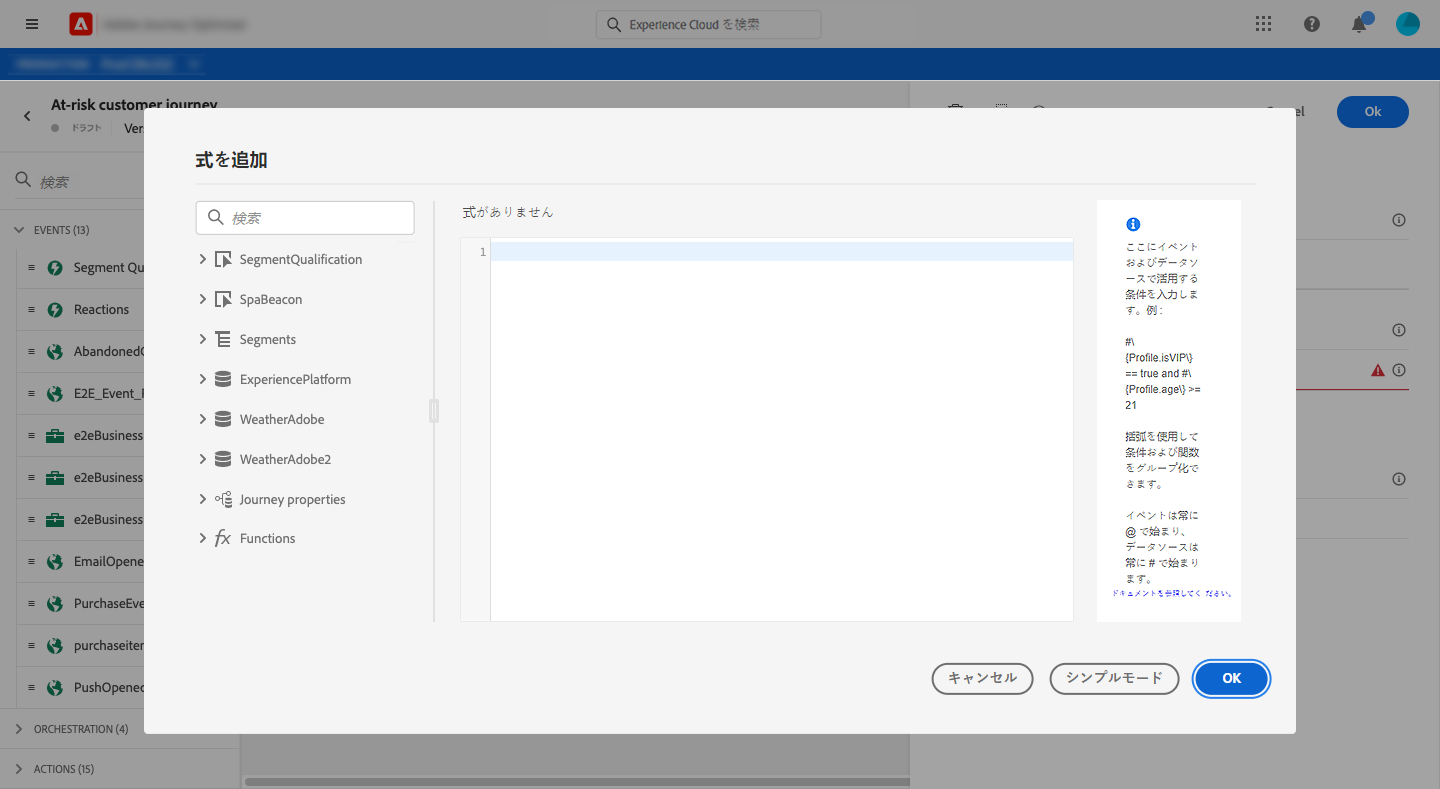 Experience Cloud を検索
At-risk customer journey
Ok
ドラフト
検索
EVENTS (13)
Reactions
ORCHESTRATION (4)
ACTIONS (15)
式を追加
検索
SegmentQualification
SpaBeacon
Segments
ExperiencePlatform
WeatherAdobe
WeatherAdobe2
Journey properties
Functions
式がありません
1
ここにイベント
およびデータソ
ースで活用する
条件を入力しま
す。例 :
#\
{Profile.isVIP\}
== true and #\
{Profile.age\} >=
21
括弧を使用して
条件および関数
をグループ化で
きます。
イベントは常に
@ で始まり、
データソースは
常に # で始まり
ます。
ドキュメントを参照してく ださい。
キャンセル
シンプルモード
OK
Segment Qu
E2E_Event_
e2eBusiness
e2eBusiness
e2eBusiness
EmailOpene
PurchaseEve
purchaseiter
PushOpened